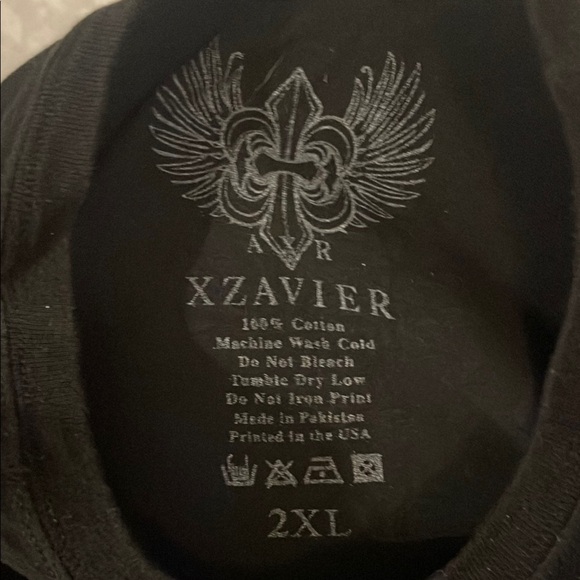 A X R
XZAVIER
100% Cotton
Machine Wash Cold
Do Not Bleach
Tumble Dry Low
Do Not Iron Print
Made in Pakistan
Printed in the USA
2XL